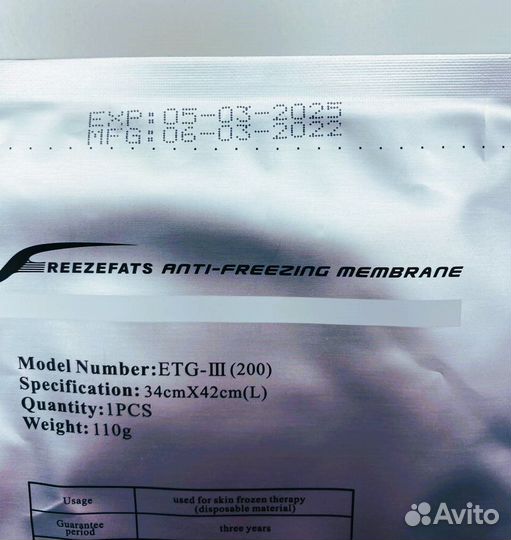 EXP:05-03-2025
MFG:06-03-2022
FREEZEFATS ANTI-FREEZING MEMBRANE
Model Number:ETG-III(200)
Specification: 34cmX42cm(L)
Quantity:1PCS
Weight: 110g
Usage used for skin frozen therapy
(disposable material)
Guarantee
period three years
Avito